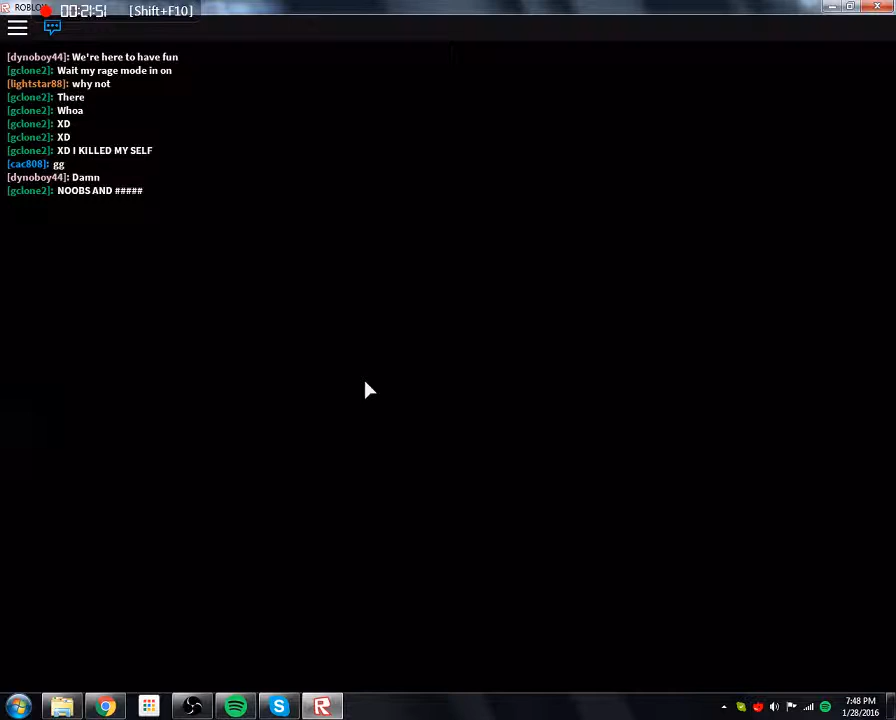 ROBLOX 00:21:51 [Shift+F10]
[dynoboy44]: We're here to have fun
[gclone2]: Wait my rage mode in on
[lightstar88]: why not
[gclone2]: There
[gclone2]: Whoa
[gclone2]: XD
[gclone2]: XD
[gclone2]: XD I KILLED MY SELF
[cac808]: gg
[dynoboy44]: Damn
[gclone2]: NOOBS AND #####
7:48 PM
1/28/2016